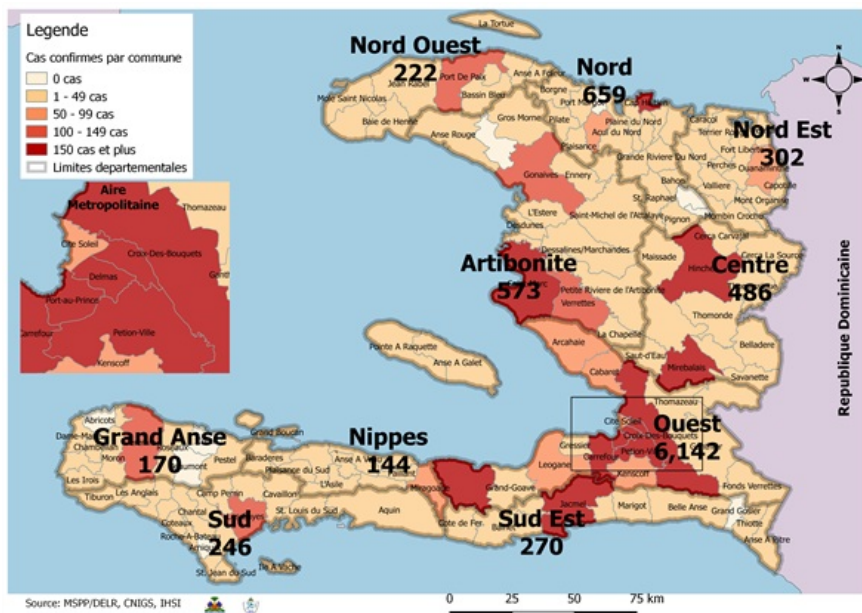 Legende
Cas confirmes par commune
0 cas
1 - 49 cas
50 - 99 cas
100 - 149 cas
150 cas et plus
Limites departementales
Aire
Metropolitaine
Thomazeau
Cite Soleil
Croix-Des-Bouquets
Delmas
Port-au-Prince
Carrefour
Petion-Ville
Kenscoff
La Tortue
Nord Ouest
222
Port De Paix
Jean Rabel
Anse A Foleur
Mole Saint Nicolas
Bassin Bleu
Baie de Henne
Anse Rouge
Gros Morne
Nord
659
Borgne
Pilate
Plaine du Nord
Acul du Nord
Plaisance
Grande Riviere Du Nord
Bahon
St. Raphael
Pignon
Caracol
Nord Est
302
Perches
Ouanaminthe
Capotille
Valliere
Mont Organise
Mombin Crochu
N
W
E
S
Gonaives
Ennery
L'Estere
Desdunes
Saint-Michel de l'Attalaye
Dessalines/Marchandes
Artibonite
573
Petite Riviere de l'Artibonite
Verrettes
La Chapelle
Cerca Carvajal
Cerca La Source
Maissade
Centre
486
Thomonde
Belladere
Saut-d'Eau
Mirebalais
Savanette
Republique Dominicaine
Pointe A Raquette
Anse A Galet
Arcahaie
Cabaret
Thomazeau
Cite Soleil
Ouest
6,142
Croix-Des-Bouquets
Gressier
Carrefour
Petion-Ville
Kenscoff
Leogane
Fonds Verrettes
Abricots
Grand Anse
170
Chambellan
Moron
Les Irois
Pestel
Grand Boucan
Baraderes
Plaisance du Sud
Nippes
144
L'Asile
Miragoane
Grand-Goave
Tiburon
Les Anglais
Camp Perrin
Cavaillon
Chantal
Coteaux
Roche-A-Bateau
Sud
246
St. Louis du Sud
Aquin
St. Jean du Sud
Ile A Vache
Cote de Fer
Sud Est
270
Jacmel
Marigot
Belle Anse
Grand Gosier
Thiotte
Anse A Pitre
Source: MSPP/DELR, CNIGS, IHSI
0 25 50 75 km